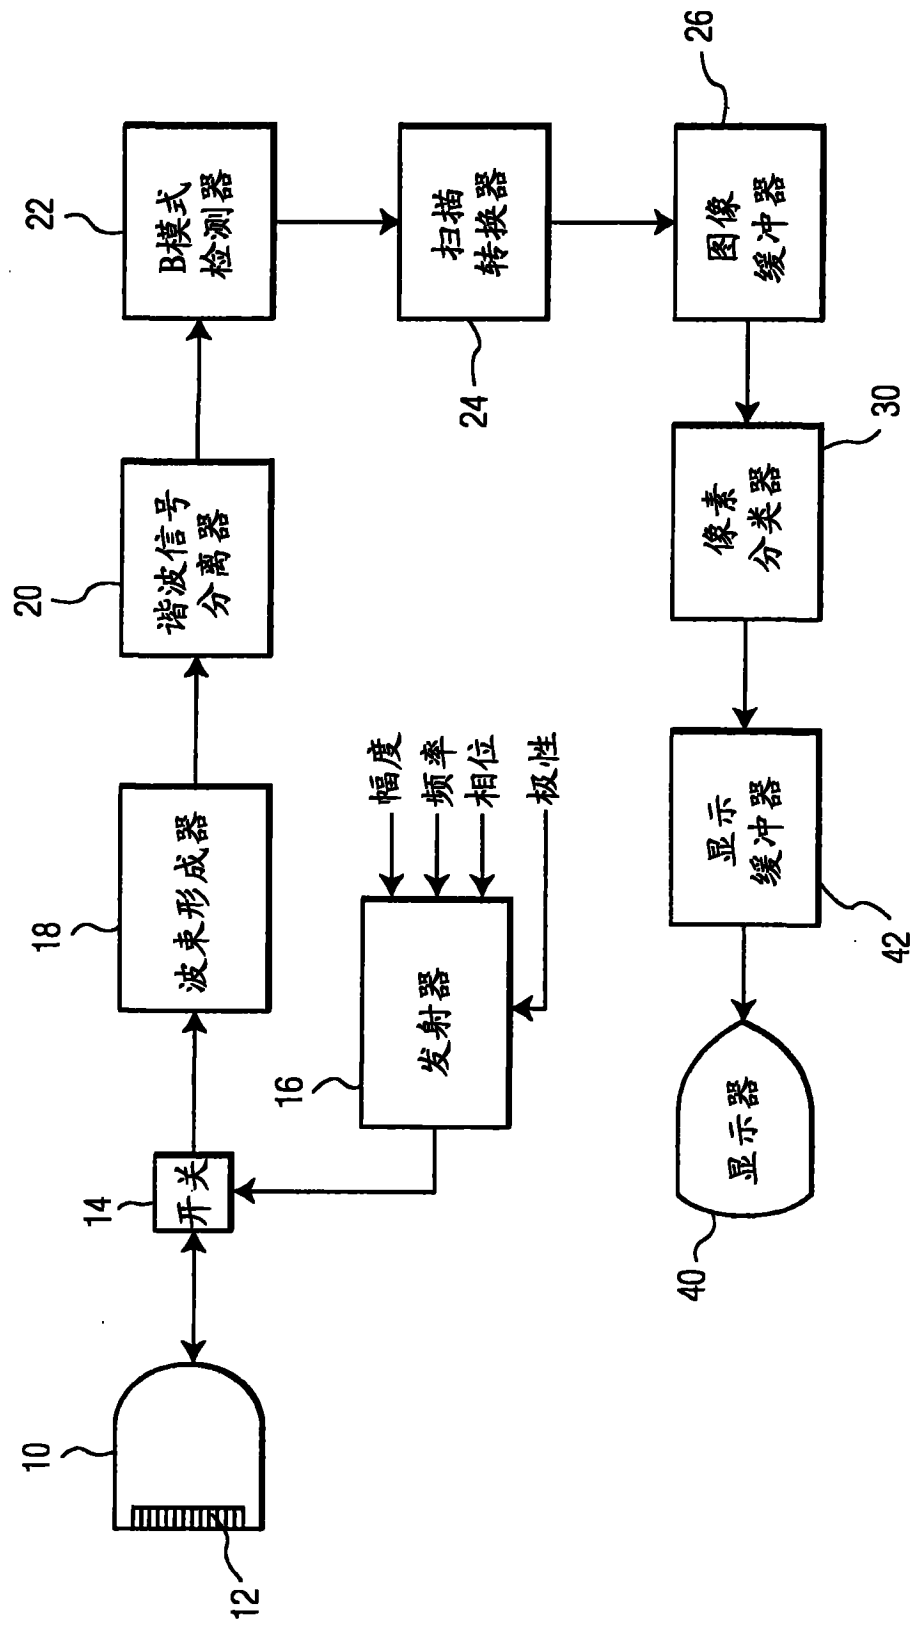 10
12
14
开关
18
波束形成器
20
谐波信号
分离器
22
B模式
检测器
16
发射器
幅度
频率
相位
极性
24
扫描
转换器
26
图像
缓冲器
30
像素
分类器
42
显示
缓冲器
40
显示器